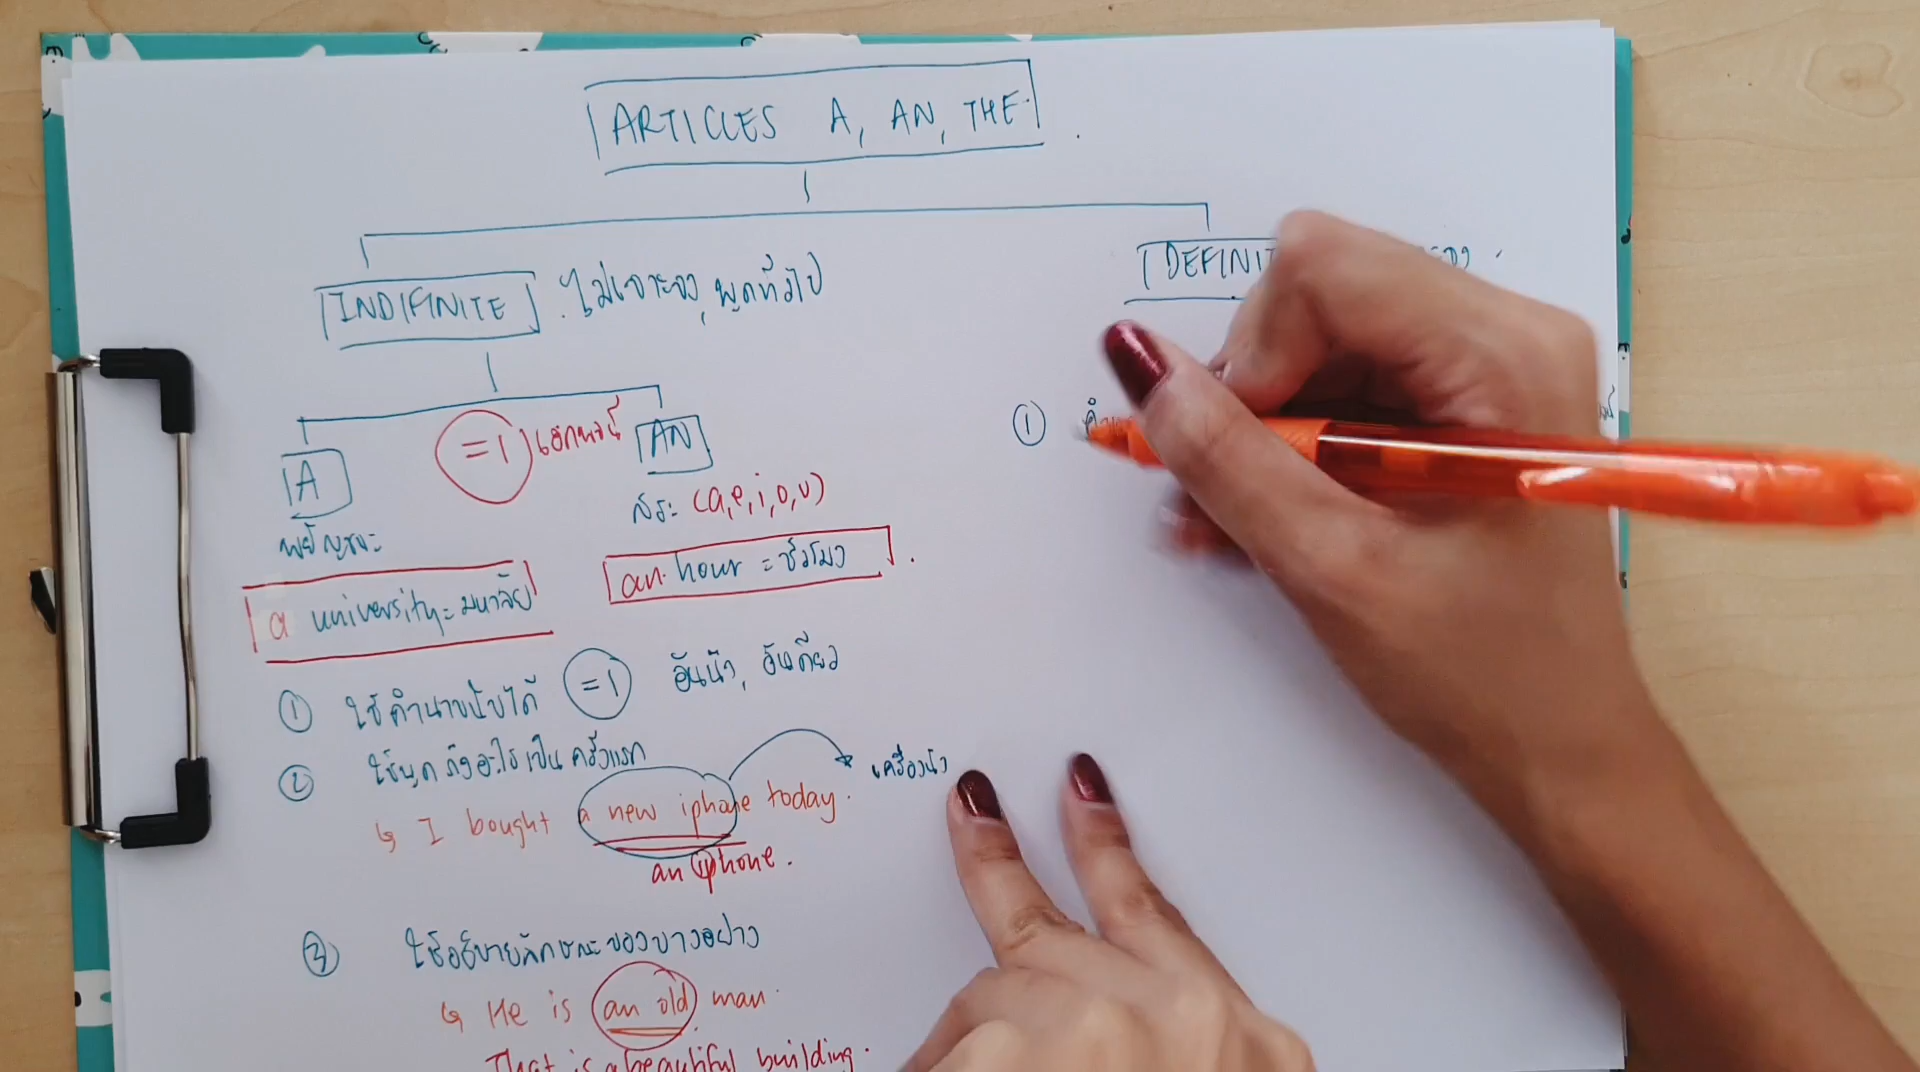 ARTICLES A, AN, THE.
INDIFINITE . ไม่เจาะจง, พูดทั่วไป
DEFINIT
A
=1 เอกพจน์
AN
พยัญชนะ
สระ (a,e,i,o,u)
a university = มหาลัย
an hour = ชั่วโมง
① ใช้คำนามนับได้ =1 อันนึง, อันเดียว
② ใช้พูดถึงอะไรเป็นครั้งแรก
↳ I bought a new iphone today. → เครื่องนึง
an iphone.
③ ใช้อธิบายลักษณะของบางอย่าง
↳ He is an old man.
That is a beautiful building.
①